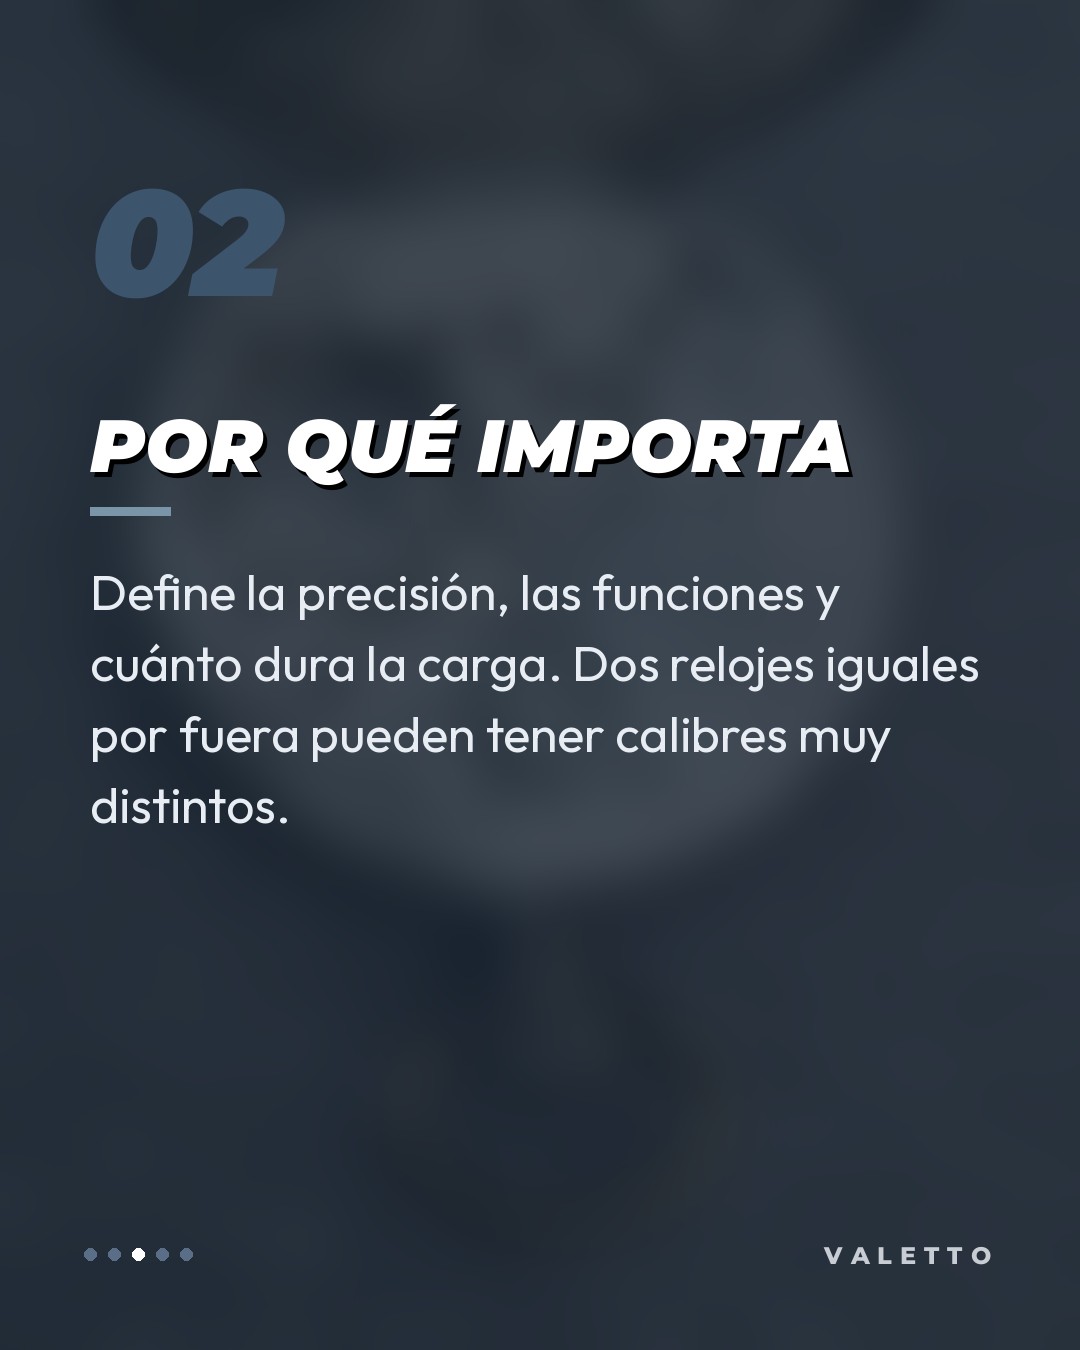 02
POR QUÉ IMPORTA
Define la precisión, las funciones y
cuánto dura la carga. Dos relojes iguales
por fuera pueden tener calibres muy
distintos.
VALETTO